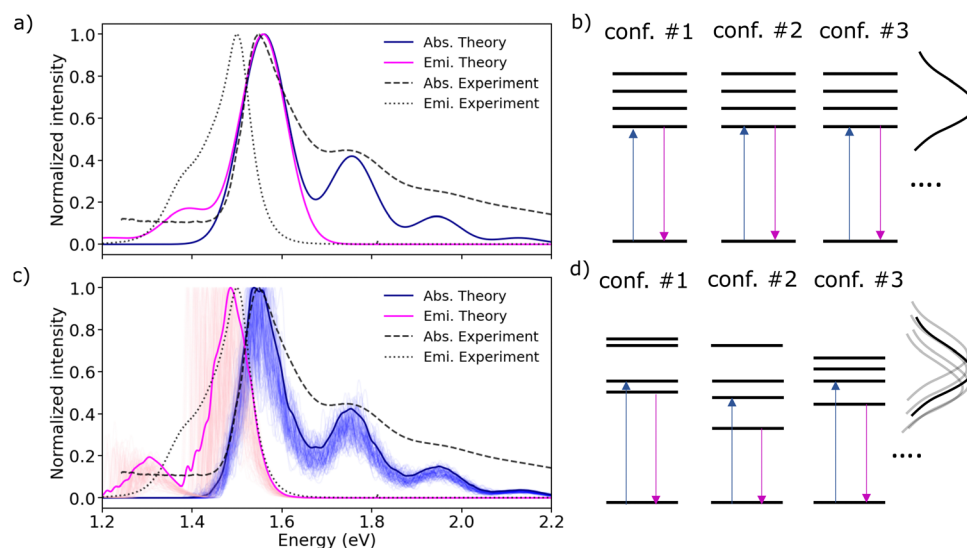 a)
Normalized intensity
1.0
0.8
0.6
0.4
0.2
0.0
Abs. Theory
Emi. Theory
Abs. Experiment
Emi. Experiment
b)
conf. #1 conf. #2 conf. #3
....
c)
Normalized intensity
1.0
0.8
0.6
0.4
0.2
0.0
Abs. Theory
Emi. Theory
Abs. Experiment
Emi. Experiment
1.2 1.4 1.6 1.8 2.0 2.2
Energy (eV)
d)
conf. #1 conf. #2 conf. #3
....